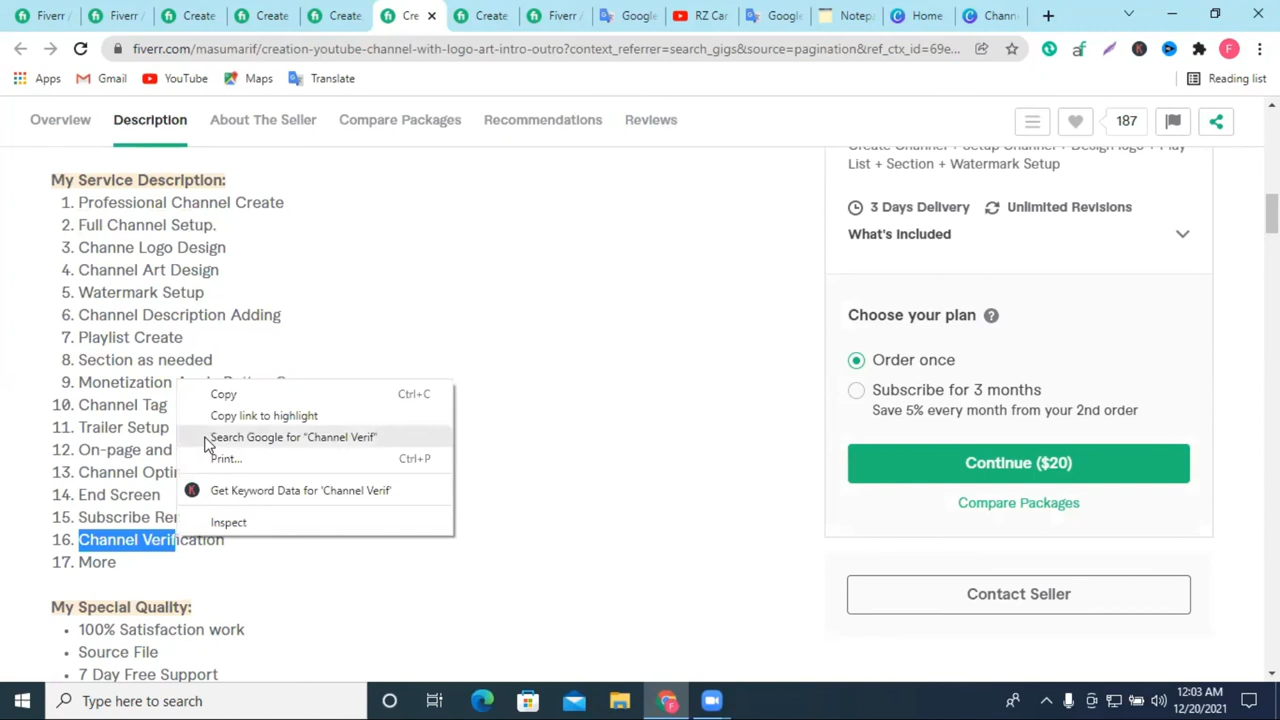 Fiverr /
Fiverr /
Create
Create
Create
Cre
Create
Fiverr /
Google
RZ Car
Google
Notep
Home
Chann
fiverr.com/masumarif/creation-youtube-channel-with-logo-art-intro-outro?context_referrer=search_gigs&source=pagination&ref_ctx_id=69e...
Apps
Gmail
YouTube
Maps
Translate
Reading list
Overview
Description
About The Seller
Compare Packages
Recommendations
Reviews
187
My Service Description:
1. Professional Channel Create
2. Full Channel Setup.
3. Channe Logo Design
4. Channel Art Design
5. Watermark Setup
6. Channel Description Adding
7. Playlist Create
8. Section as needed
9. Monetization
10. Channel Tag
11. Trailer Setup
12. On-page and
13. Channel Opti
14. End Screen
15. Subscribe Re
16. Channel Verification
17. More
Copy Ctrl+C
Copy link to highlight
Search Google for "Channel Verif"
Print... Ctrl+P
Get Keyword Data for 'Channel Verif'
Inspect
My Special Quality:
• 100% Satisfaction work
• Source File
• 7 Day Free Support
Create Channel + Setup Channel + Design logo + Play
List + Section + Watermark Setup
3 Days Delivery
Unlimited Revisions
What's Included
Choose your plan ?
Order once
Subscribe for 3 months
Save 5% every month from your 2nd order
Continue ($20)
Compare Packages
Contact Seller
Type here to search
12:03 AM
12/20/2021